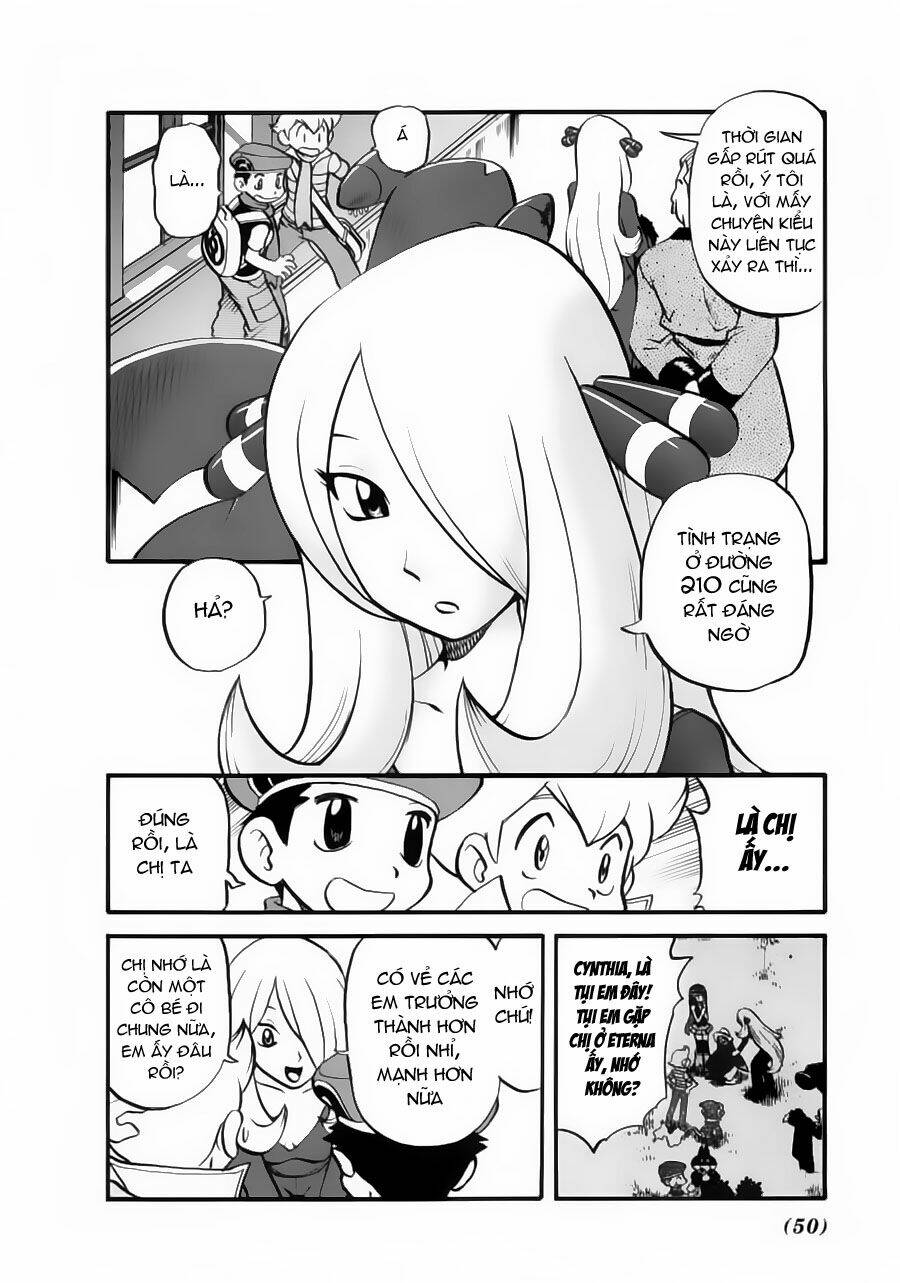 THỜI GIAN
GẤP RÚT QUÁ
RỒI, Ý TÔI
LÀ, VỚI MẤY
CHUYỆN KIỂU
NÀY LIÊN TỤC
XẢY RA THÌ...
Á
LÀ...
TÌNH TRẠNG
Ở ĐƯỜNG
210 CŨNG
RẤT ĐÁNG
NGỜ
HẢ?
LÀ CHỊ
ẤY...
ĐÚNG
RỒI, LÀ
CHỊ TA
CYNTHIA, LÀ
TỤI EM ĐÂY!
TỤI EM GẶP
CHỊ Ở ETERNA
ẤY, NHỚ
KHÔNG?
NHỚ
CHỨ!
CÓ VẺ CÁC
EM TRƯỞNG
THÀNH HƠN
RỒI NHỈ,
MẠNH HƠN
NỮA
CHỊ NHỚ LÀ
CÒN MỘT
CÔ BÉ ĐI
CHUNG NỮA,
EM ẤY ĐÂU
RỒI?
(50)